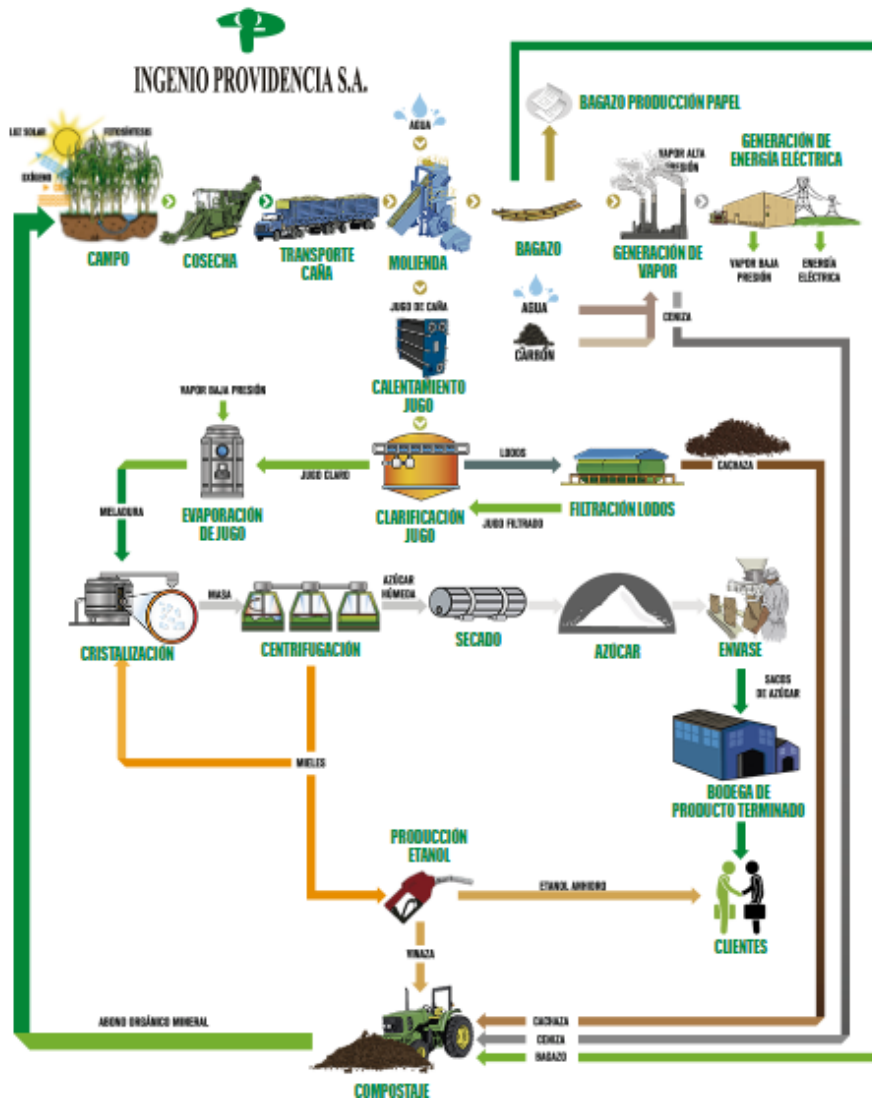 INGENIO PROVIDENCIA S.A.
LUZ SOLAR
FOTOSÍNTESIS
OXÍGENO
CAMPO
COSECHA
TRANSPORTE
CAÑA
AGUA
MOLIENDA
BAGAZO PRODUCCIÓN PAPEL
BAGAZO
VAPOR ALTA
PRESIÓN
GENERACIÓN DE
VAPOR
GENERACIÓN DE
ENERGÍA ELÉCTRICA
VAPOR BAJA
PRESIÓN
ENERGÍA
ELÉCTRICA
JUGO DE CAÑA
AGUA
CARBÓN
CENIZA
CALENTAMIENTO
JUGO
VAPOR BAJA PRESIÓN
EVAPORACIÓN
DE JUGO
JUGO CLARO
CLARIFICACIÓN
JUGO
LODOS
JUGO FILTRADO
FILTRACIÓN LODOS
CACHAZA
MELADURA
CRISTALIZACIÓN
MASA
CENTRIFUGACIÓN
AZÚCAR
HÚMEDA
SECADO
AZÚCAR
ENVASE
SACOS
DE AZÚCAR
BODEGA DE
PRODUCTO TERMINADO
MIELES
PRODUCCIÓN
ETANOL
ETANOL ANHIDRO
CLIENTES
VINAZA
ABONO ORGÁNICO MINERAL
CACHAZA
CENIZA
BAGAZO
COMPOSTAJE